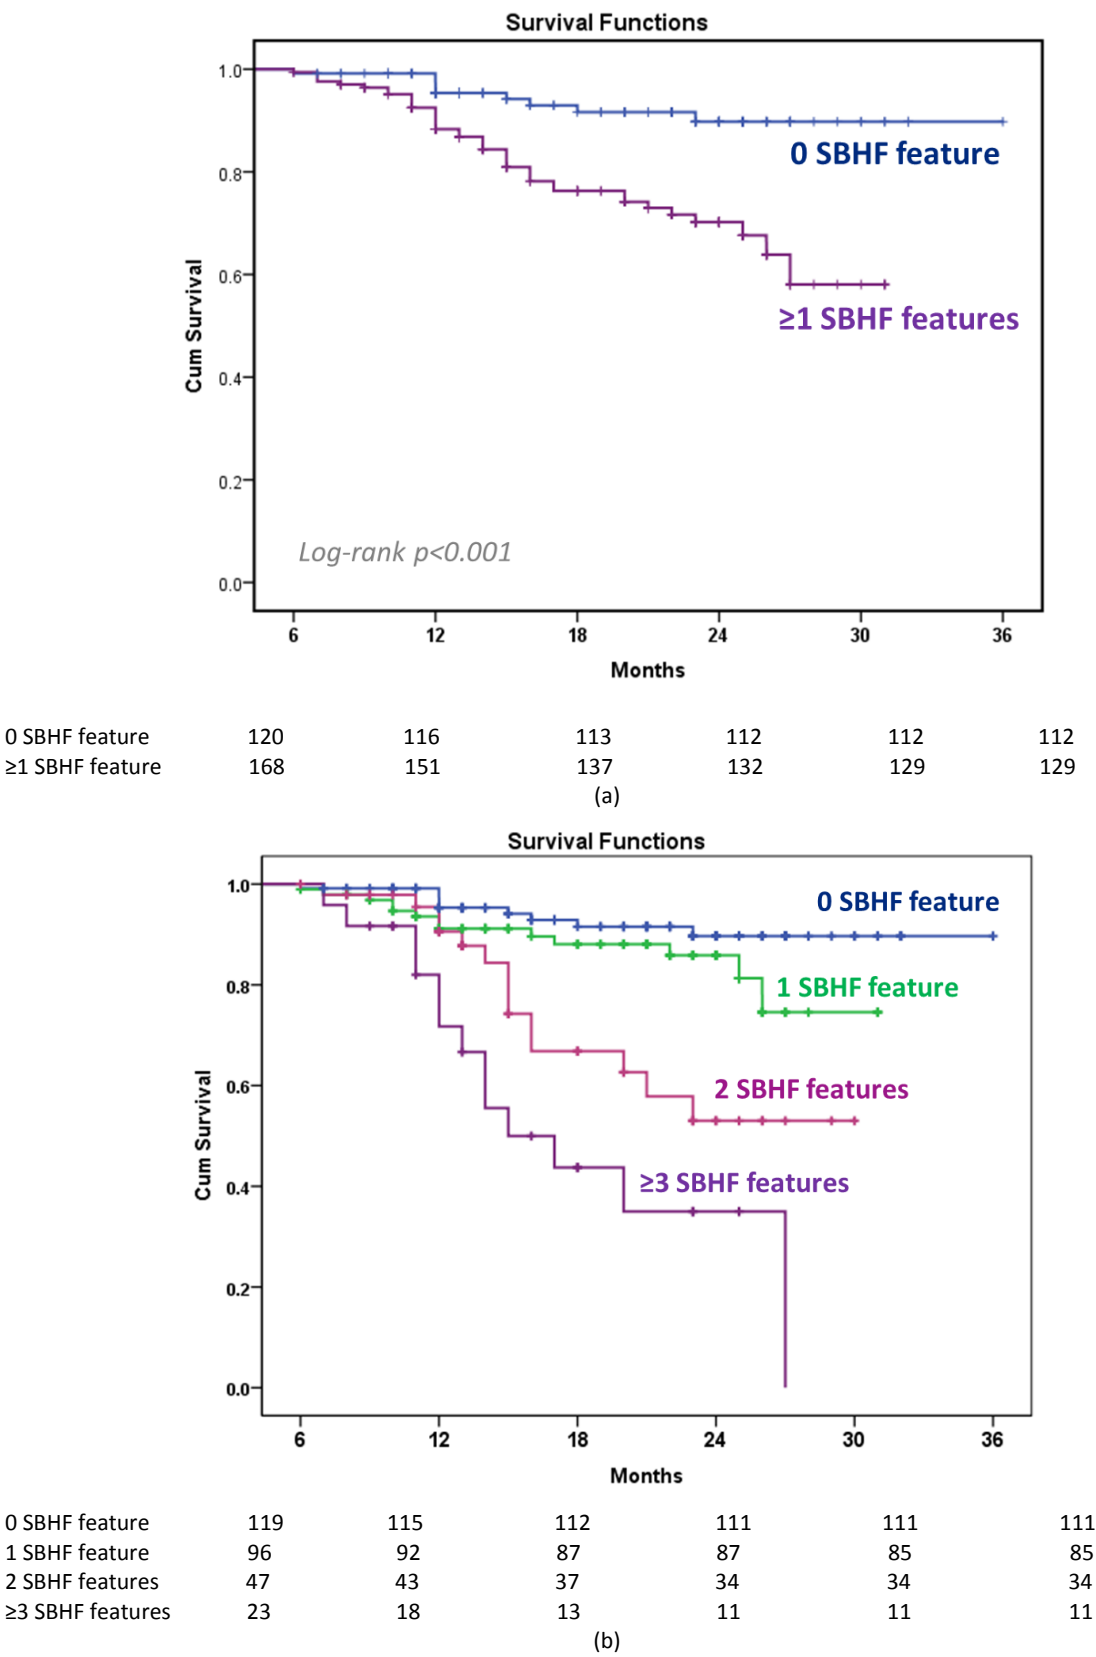 Survival Functions
1.0
0.8
0.6
0.4
0.2
0.0
Cum Survival
0 SBHF feature
≥1 SBHF features
Log-rank p<0.001
6 12 18 24 30 36
Months
0 SBHF feature 120 116 113 112 112 112
≥1 SBHF feature 168 151 137 132 129 129
(a)
Survival Functions
1.0
0.8
0.6
0.4
0.2
0.0
Cum Survival
0 SBHF feature
1 SBHF feature
2 SBHF features
≥3 SBHF features
6 12 18 24 30 36
Months
0 SBHF feature 119 115 112 111 111 111
1 SBHF feature 96 92 87 87 85 85
2 SBHF features 47 43 37 34 34 34
≥3 SBHF features 23 18 13 11 11 11
(b)